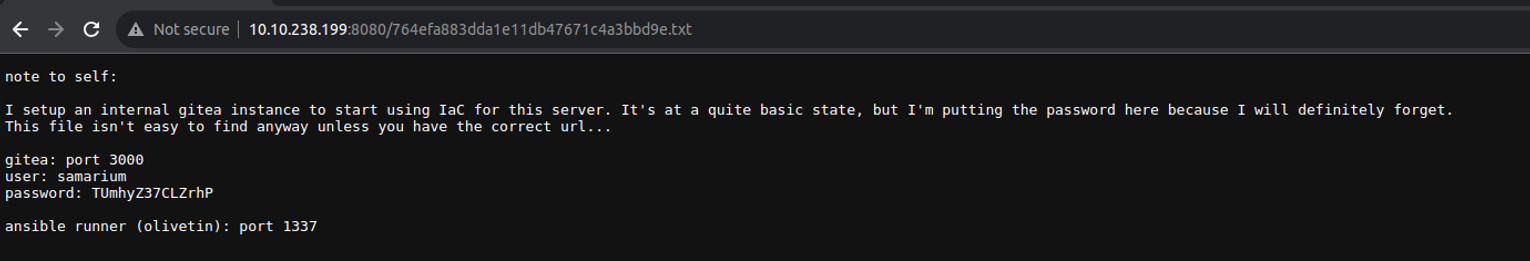 Not secure
10.10.238.199:8080/764efa883dda1e11db47671c4a3bbd9e.txt
note to self:
I setup an internal gitea instance to start using IaC for this server. It's at a quite basic state, but I'm putting the password here because I will definitely forget.
This file isn't easy to find anyway unless you have the correct url...
gitea: port 3000
user: samarium
password: TUmhyZ37CLZrhP
ansible runner (olivetin): port 1337